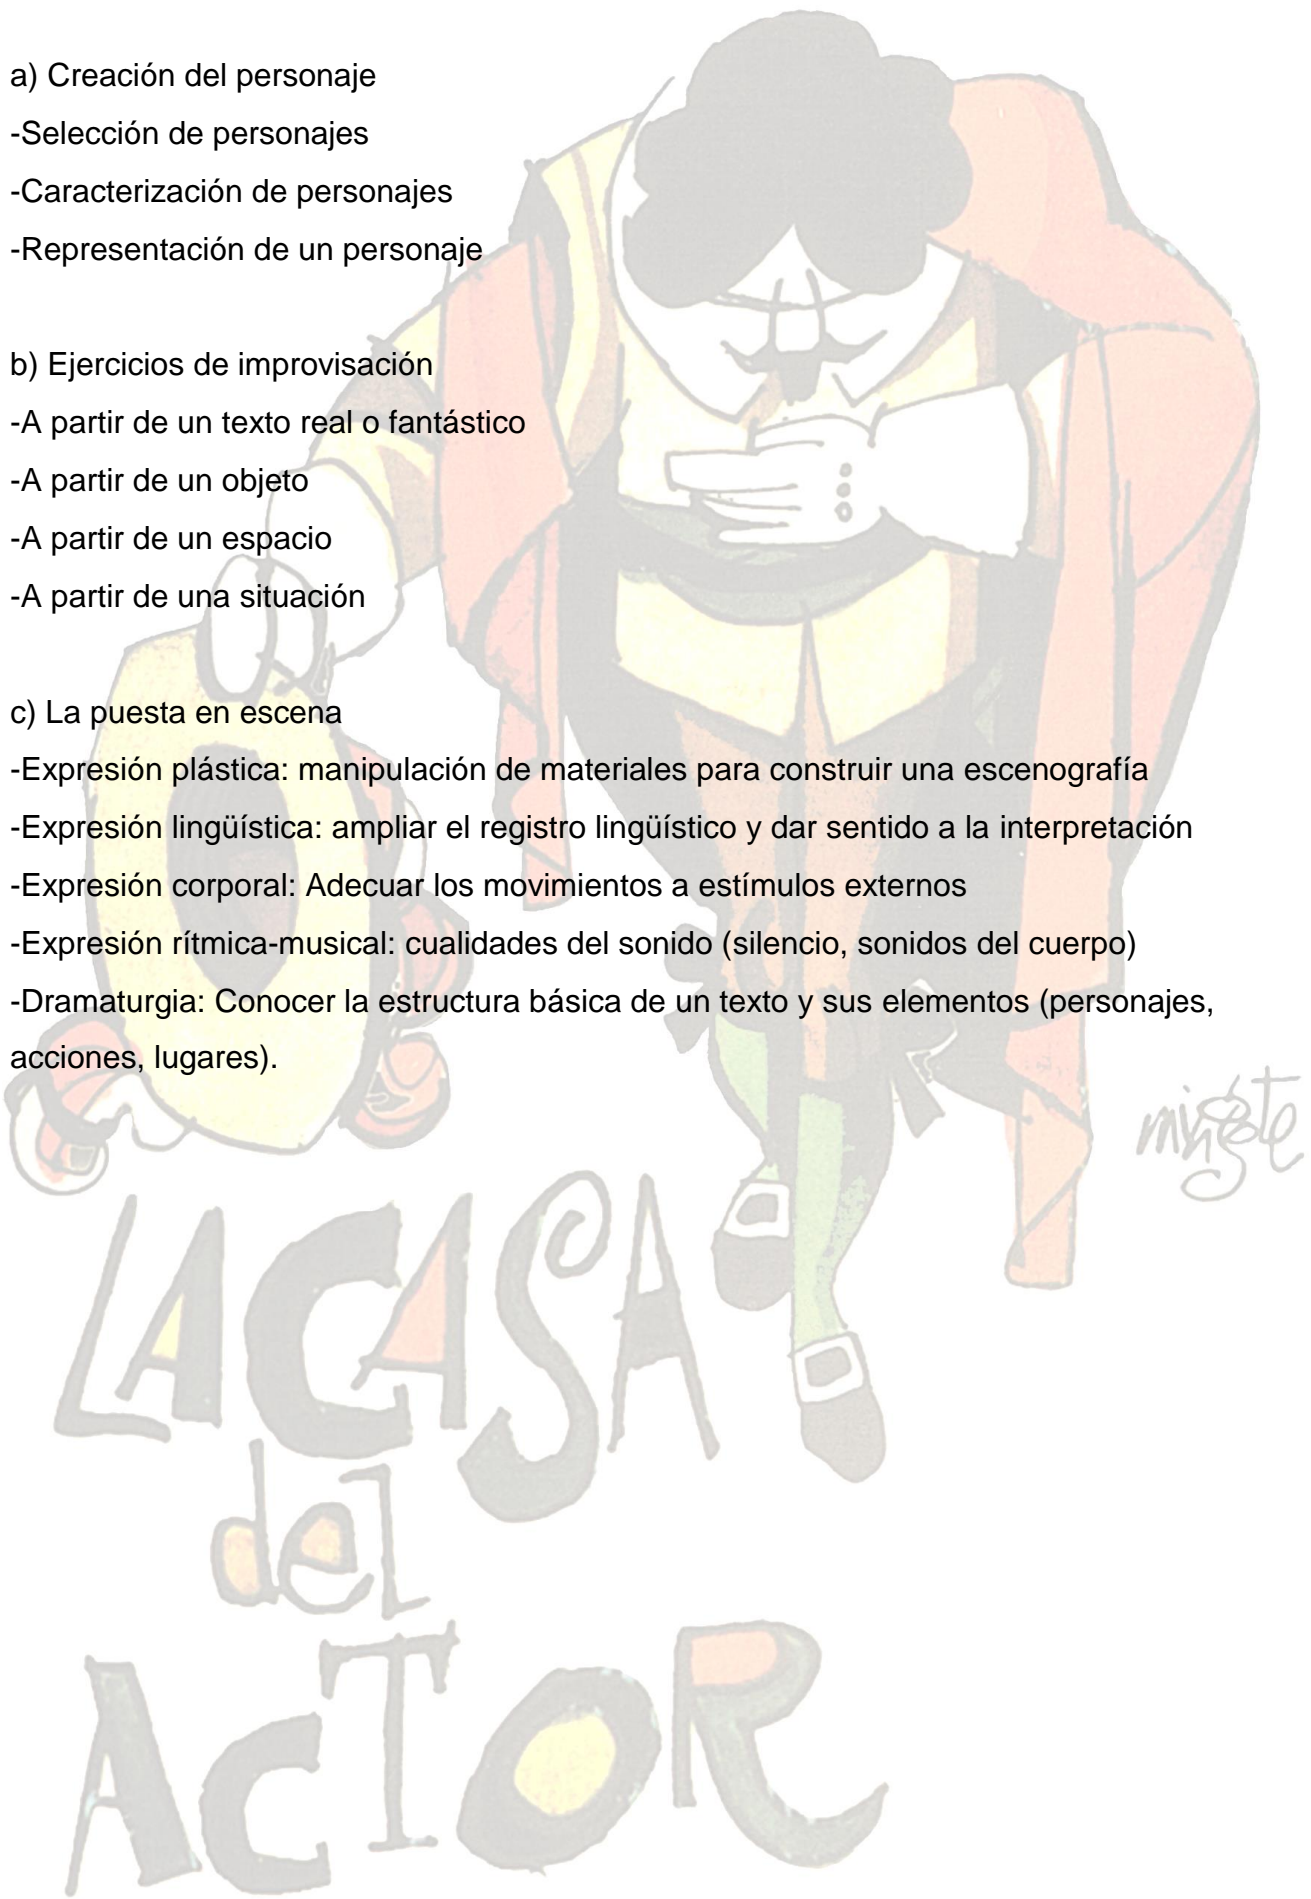 a) Creación del personaje
-Selección de personajes
-Caracterización de personajes
-Representación de un personaje
b) Ejercicios de improvisación
-A partir de un texto real o fantástico
-A partir de un objeto
-A partir de un espacio
-A partir de una situación
c) La puesta en escena
-Expresión plástica: manipulación de materiales para construir una escenografía
-Expresión lingüística: ampliar el registro lingüístico y dar sentido a la interpretación
-Expresión corporal: Adecuar los movimientos a estímulos externos
-Expresión rítmica-musical: cualidades del sonido (silencio, sonidos del cuerpo)
-Dramaturgia: Conocer la estructura básica de un texto y sus elementos (personajes,
acciones, lugares).
mingote
LA CASA
del
ACTOR